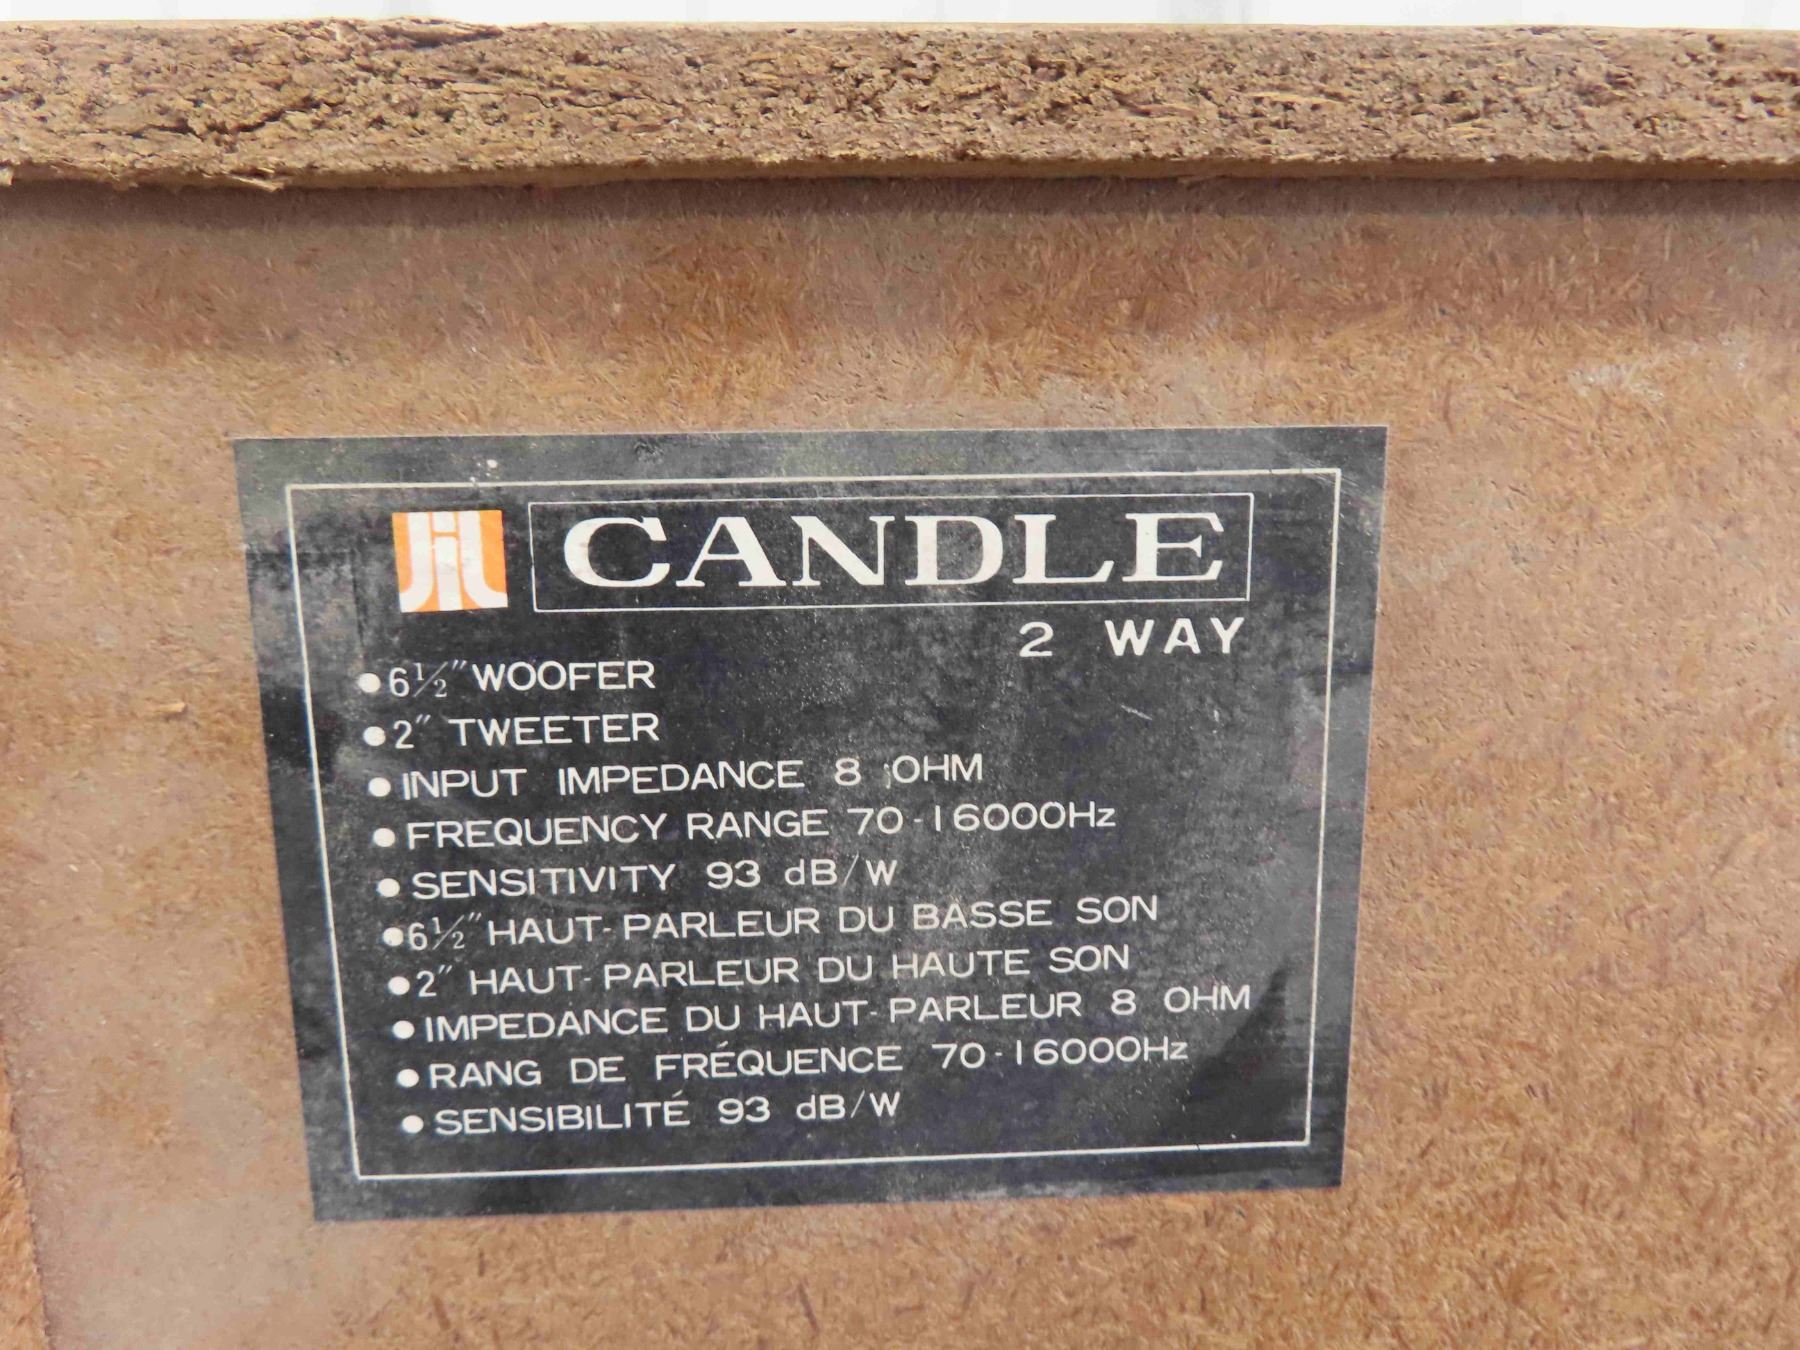 JiL CANDLE
2 WAY
•6½" WOOFER
•2" TWEETER
•INPUT IMPEDANCE 8 OHM
•FREQUENCY RANGE 70-16000Hz
•SENSITIVITY 93 dB/W
•6½" HAUT-PARLEUR DU BASSE SON
•2" HAUT-PARLEUR DU HAUTE SON
•IMPEDANCE DU HAUT-PARLEUR 8 OHM
•RANG DE FRÉQUENCE 70-16000Hz
•SENSIBILITÉ 93 dB/W